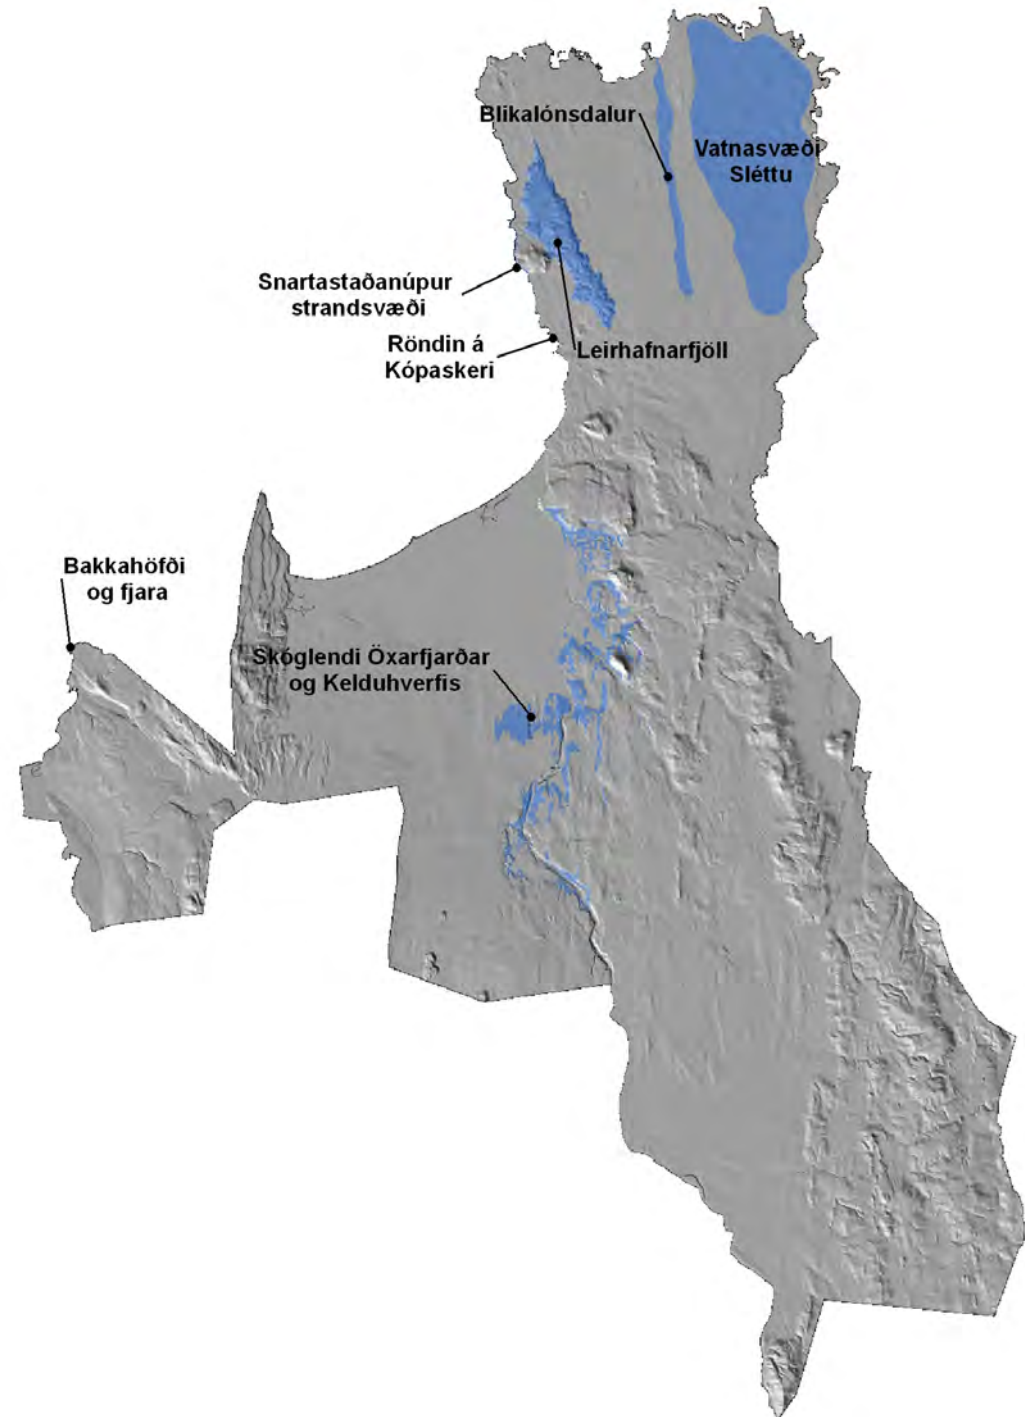 Blikalónsdalur
Vatnasvæði
Sléttu
Snartastaðanúpur
strandsvæði
Röndin á
Kópaskeri
Leirhafnarfjöll
Bakkahöfði
og fjara
Skóglendi Öxarfjarðar
og Kelduhverfis